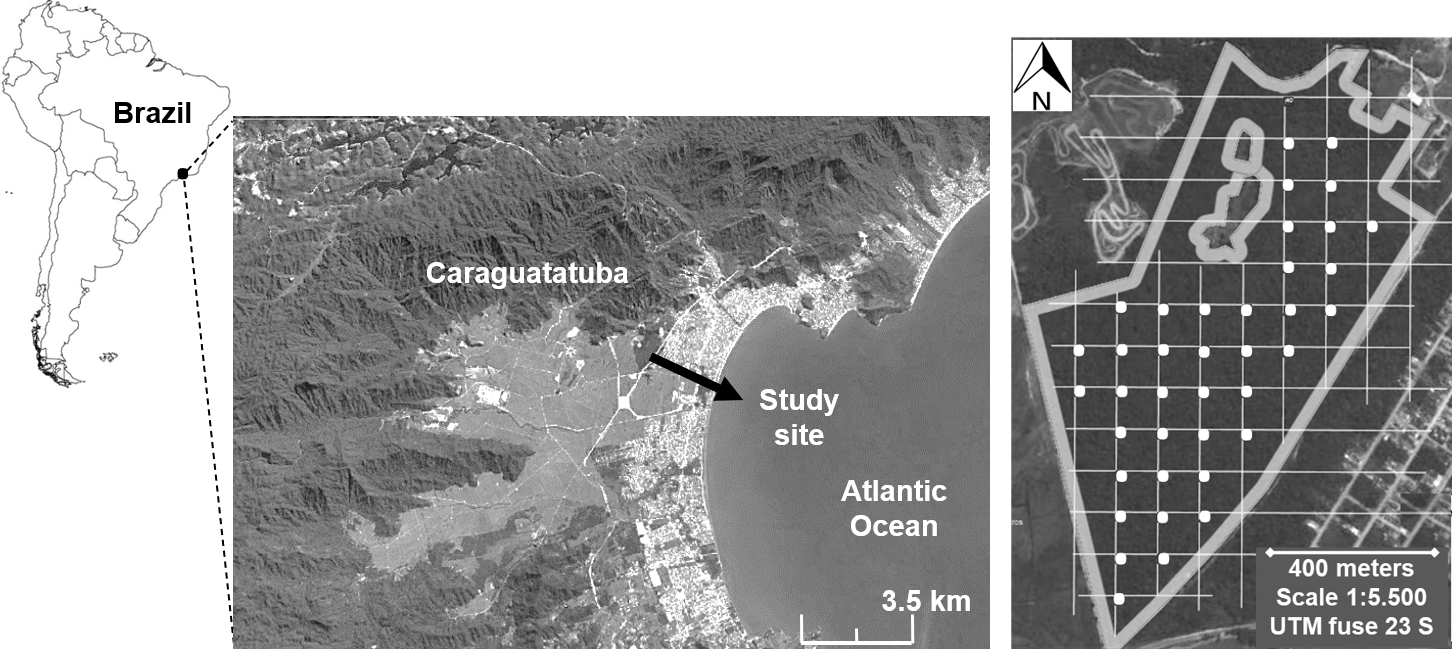 Brazil
Caraguatatuba
Study
site
Atlantic
Ocean
3.5 km
N
400 meters
Scale 1:5.500
UTM fuse 23 S